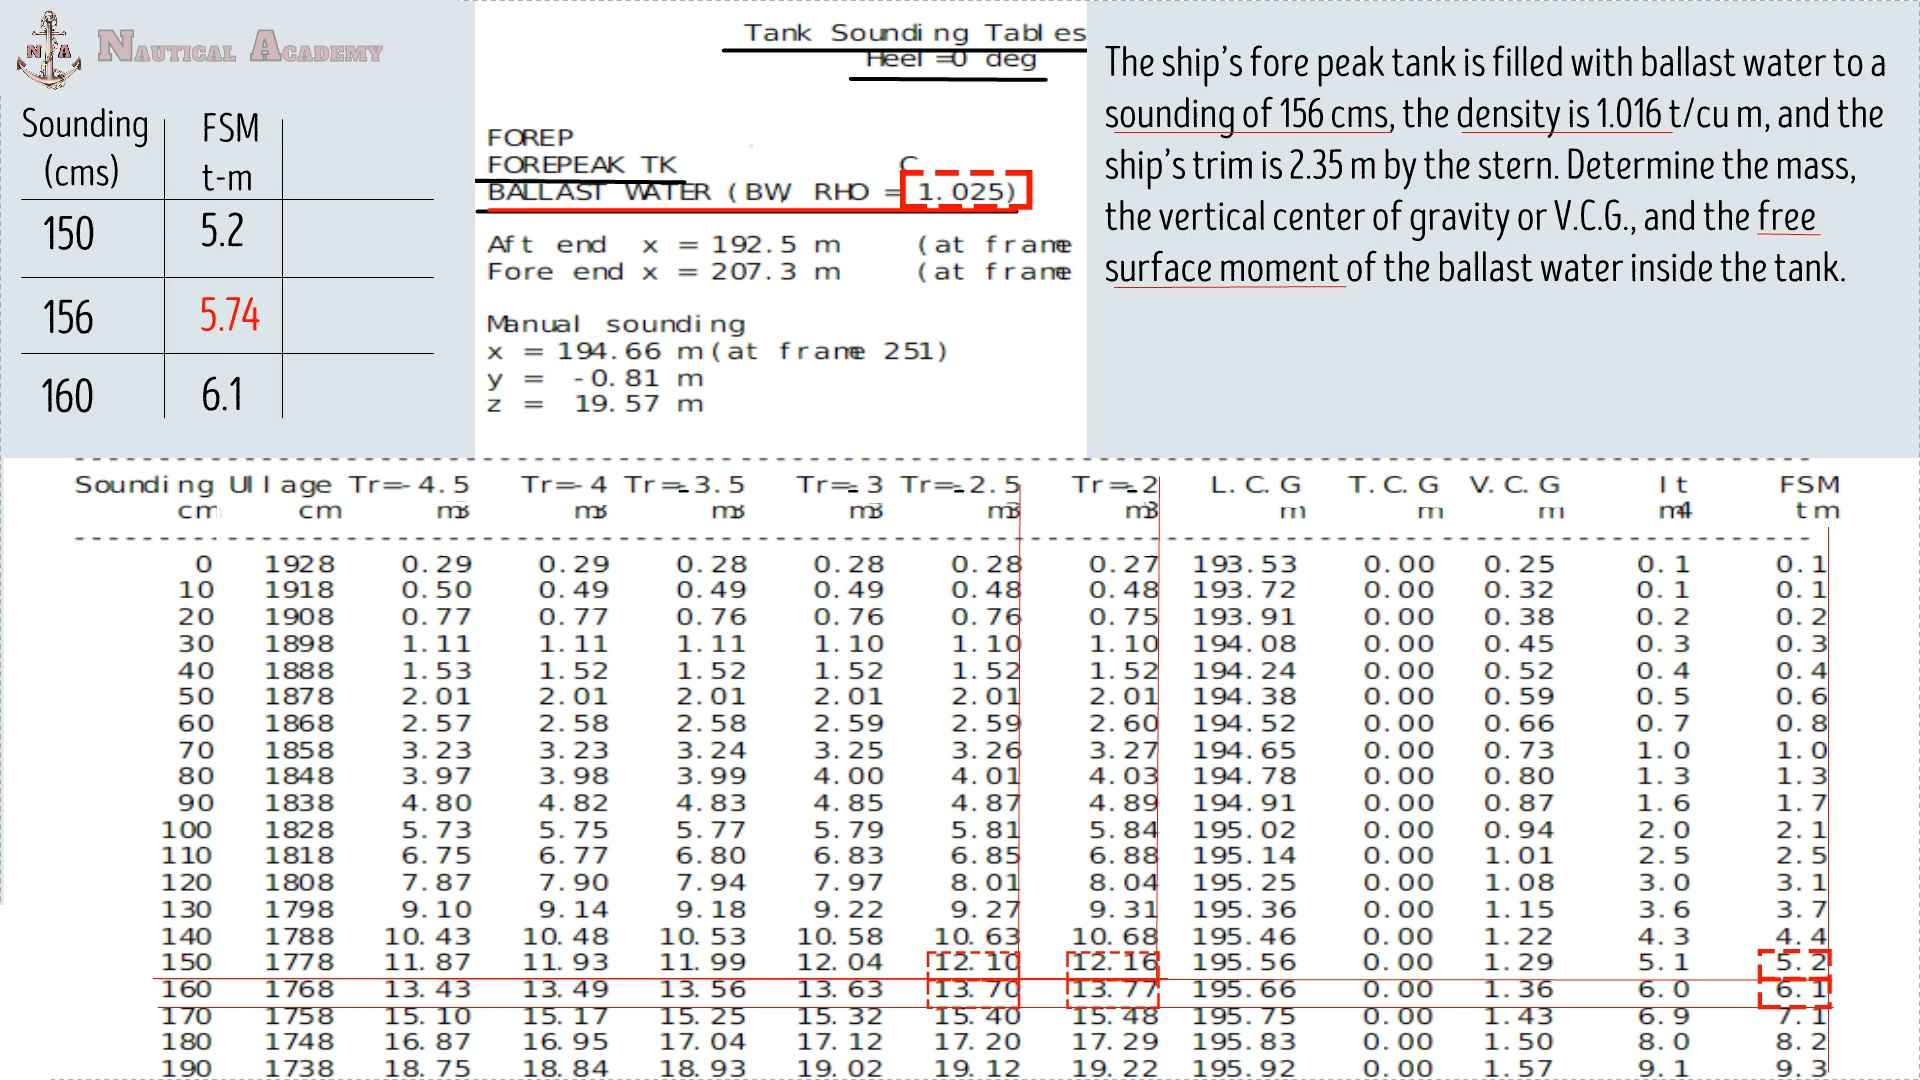 NAUTICAL ACADEMY
N A
Sounding (cms) FSM t-m
150 5.2
156 5.74
160 6.1
Tank Sounding Tables
Heel =0 deg
FOREP
FOREPEAK TK C
BALLAST WATER (BW, RHO = 1.025)
Aft end x = 192.5 m (at frame
Fore end x = 207.3 m (at frame
Manual sounding
x = 194.66 m(at frame 251)
y = -0.81 m
z = 19.57 m
The ship's fore peak tank is filled with ballast water to a
sounding of 156 cms, the density is 1.016 t/cu m, and the
ship's trim is 2.35 m by the stern. Determine the mass,
the vertical center of gravity or V.C.G., and the free
surface moment of the ballast water inside the tank.
Sounding Ullage Tr=-4.5 Tr=-4 Tr=-3.5 Tr=-3 Tr=-2.5 Tr=-2 L.C.G T.C.G V.C.G It FSM
cm cm m3 m3 m3 m3 m3 m3 m m m m4 tm
0 1928 0.29 0.29 0.28 0.28 0.28 0.27 193.53 0.00 0.25 0.1 0.1
10 1918 0.50 0.49 0.49 0.49 0.48 0.48 193.72 0.00 0.32 0.1 0.1
20 1908 0.77 0.77 0.76 0.76 0.76 0.75 193.91 0.00 0.38 0.2 0.2
30 1898 1.11 1.11 1.11 1.10 1.10 1.10 194.08 0.00 0.45 0.3 0.3
40 1888 1.53 1.52 1.52 1.52 1.52 1.52 194.24 0.00 0.52 0.4 0.4
50 1878 2.01 2.01 2.01 2.01 2.01 2.01 194.38 0.00 0.59 0.5 0.6
60 1868 2.57 2.58 2.58 2.59 2.59 2.60 194.52 0.00 0.66 0.7 0.8
70 1858 3.23 3.23 3.24 3.25 3.26 3.27 194.65 0.00 0.73 1.0 1.0
80 1848 3.97 3.98 3.99 4.00 4.01 4.03 194.78 0.00 0.80 1.3 1.3
90 1838 4.80 4.82 4.83 4.85 4.87 4.89 194.91 0.00 0.87 1.6 1.7
100 1828 5.73 5.75 5.77 5.79 5.81 5.84 195.02 0.00 0.94 2.0 2.1
110 1818 6.75 6.77 6.80 6.83 6.85 6.88 195.14 0.00 1.01 2.5 2.5
120 1808 7.87 7.90 7.94 7.97 8.01 8.04 195.25 0.00 1.08 3.0 3.1
130 1798 9.10 9.14 9.18 9.22 9.27 9.31 195.36 0.00 1.15 3.6 3.7
140 1788 10.43 10.48 10.53 10.58 10.63 10.68 195.46 0.00 1.22 4.3 4.4
150 1778 11.87 11.93 11.99 12.04 12.10 12.16 195.56 0.00 1.29 5.1 5.2
160 1768 13.43 13.49 13.56 13.63 13.70 13.77 195.66 0.00 1.36 6.0 6.1
170 1758 15.10 15.17 15.25 15.32 15.40 15.48 195.75 0.00 1.43 6.9 7.1
180 1748 16.87 16.95 17.04 17.12 17.20 17.29 195.83 0.00 1.50 8.0 8.2
190 1738 18.75 18.84 18.93 19.02 19.12 19.22 195.92 0.00 1.57 9.1 9.3